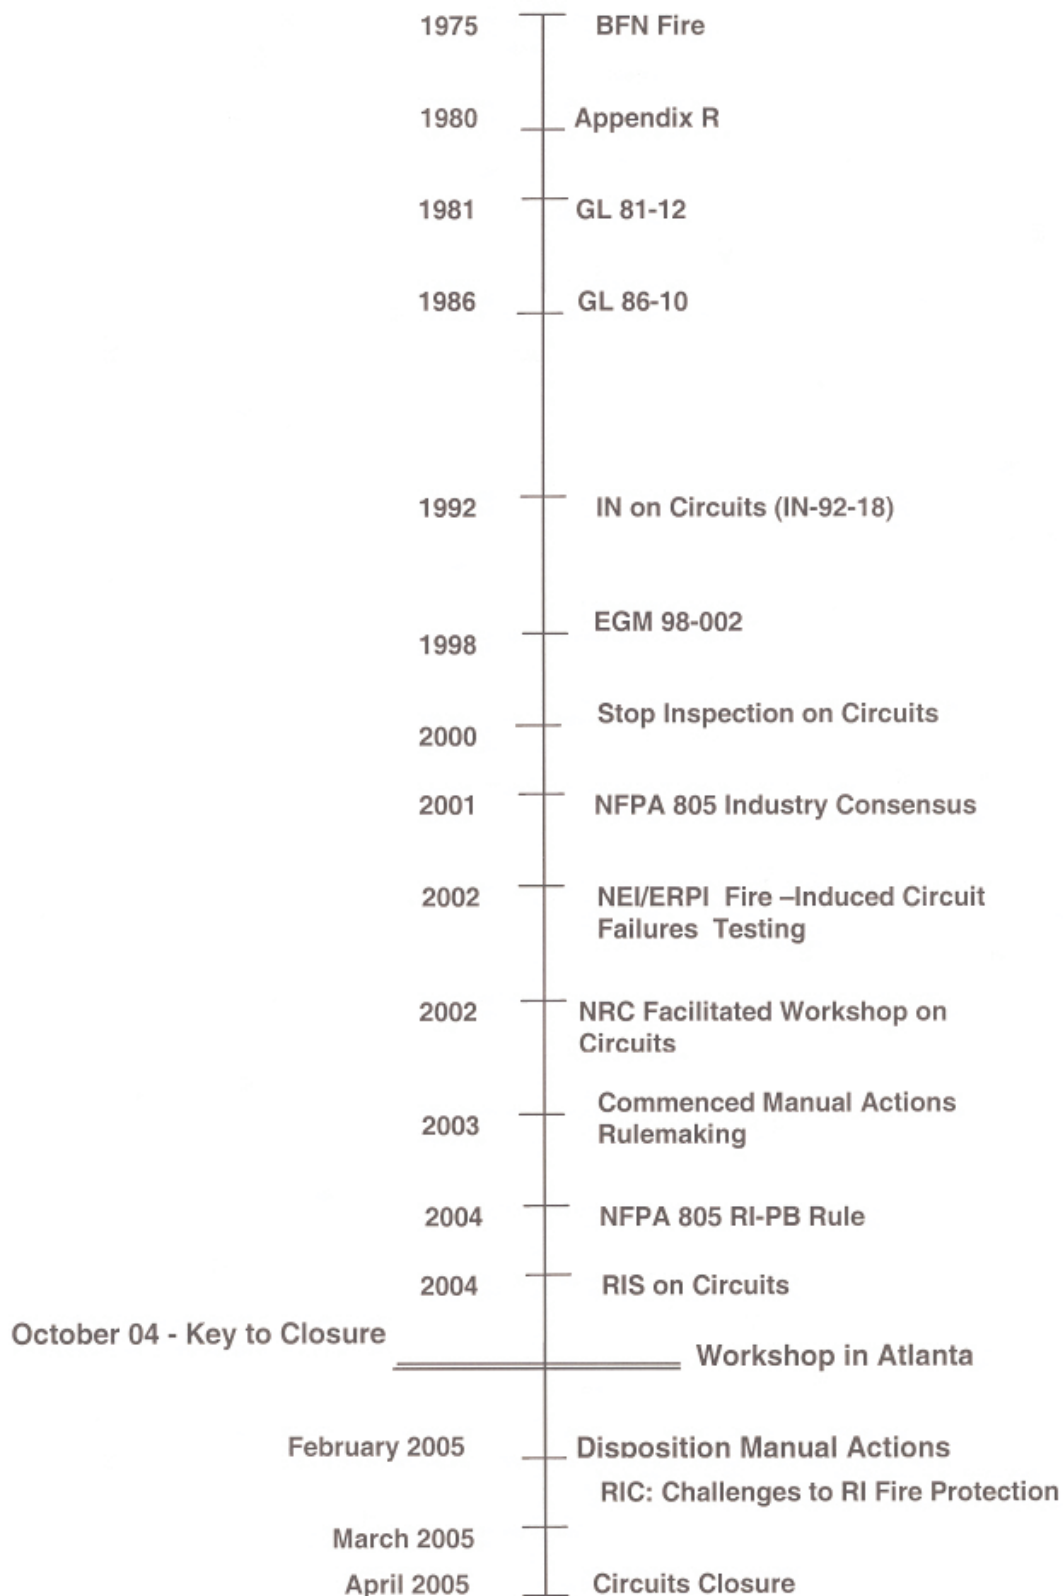 1975 BFN Fire
1980 Appendix R
1981 GL 81-12
1986 GL 86-10
1992 IN on Circuits (IN-92-18)
EGM 98-002
1998
Stop Inspection on Circuits
2000
2001 NFPA 805 Industry Consensus
2002 NEI/ERPI Fire –Induced Circuit
Failures Testing
2002 NRC Facilitated Workshop on
Circuits
Commenced Manual Actions
2003 Rulemaking
2004 NFPA 805 RI-PB Rule
2004 RIS on Circuits
October 04 - Key to Closure
Workshop in Atlanta
February 2005 Disposition Manual Actions
RIC: Challenges to RI Fire Protection
March 2005
April 2005 Circuits Closure